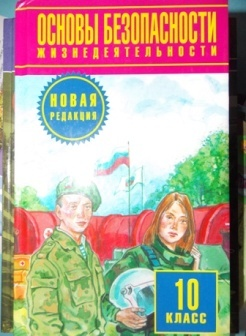 ОСНОВЫ БЕЗОПАСНОСТИ
ЖИЗНЕДЕЯТЕЛЬНОСТИ
НОВАЯ
РЕДАКЦИЯ
10
КЛАСС